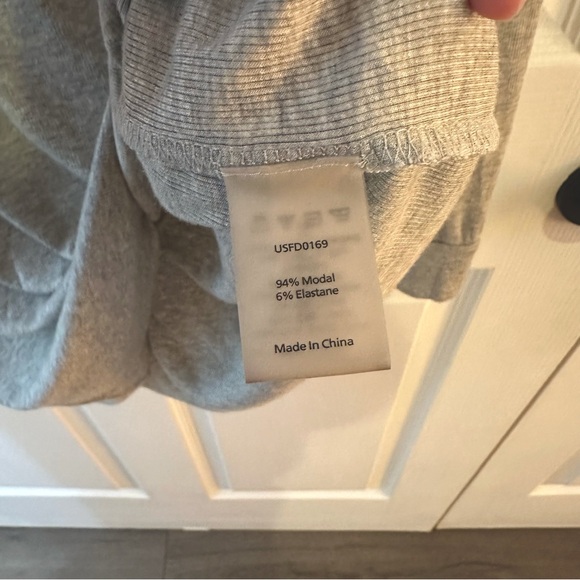 USFD0169
94% Modal
6% Elastane
Made In China